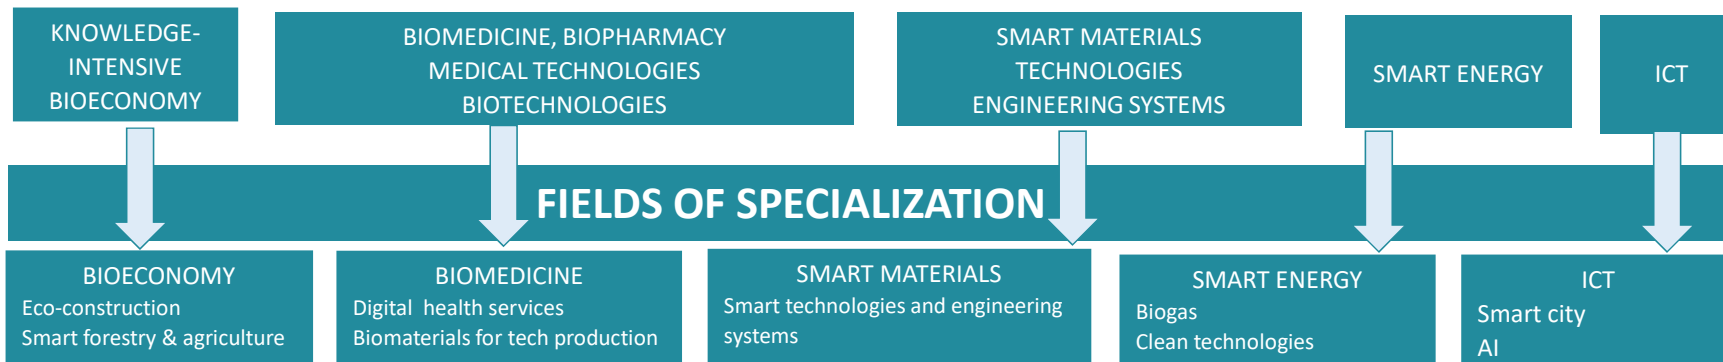 KNOWLEDGE-
INTENSIVE
BIOECONOMY
BIOMEDICINE, BIOPHARMACY
MEDICAL TECHNOLOGIES
BIOTECHNOLOGIES
SMART MATERIALS
TECHNOLOGIES
ENGINEERING SYSTEMS
SMART ENERGY
ICT
FIELDS OF SPECIALIZATION
BIOECONOMY
Eco-construction
Smart forestry & agriculture
BIOMEDICINE
Digital health services
Biomaterials for tech production
SMART MATERIALS
Smart technologies and engineering
systems
SMART ENERGY
Biogas
Clean technologies
ICT
Smart city
AI